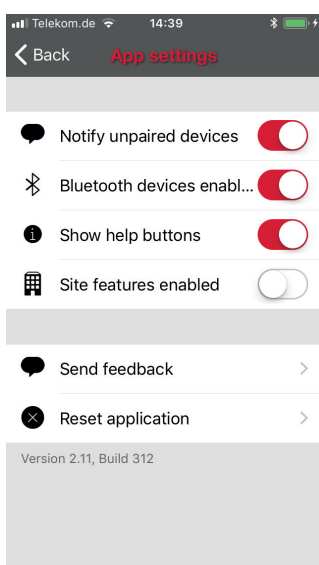 Telekom.de 14:39
Back App settings
Notify unpaired devices
Bluetooth devices enabl...
Show help buttons
Site features enabled
Send feedback
Reset application
Version 2.11, Build 312